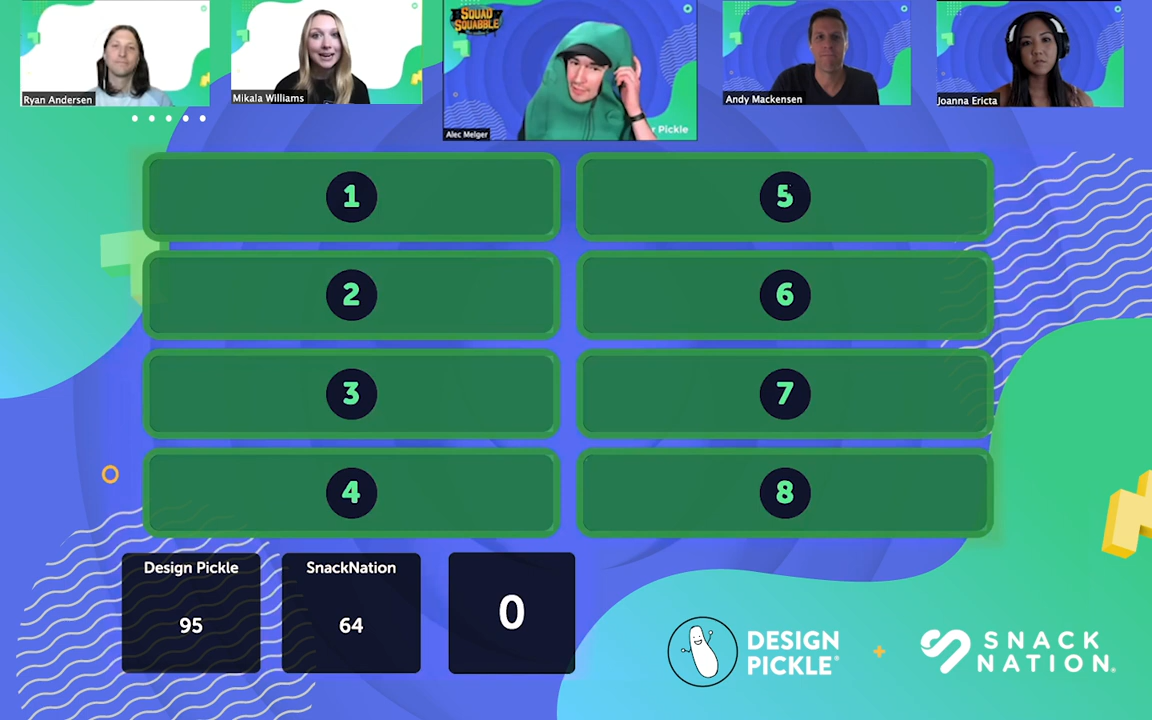 SQUAD
SQUABBLE
Ryan Andersen
Mikala Williams
Alec Melger
r Pickle
Andy Mackensen
Joanna Ericta
1
5
2
6
3
7
4
8
Design Pickle
95
SnackNation
64
0
DESIGN
PICKLE®
SNACK
NATION®